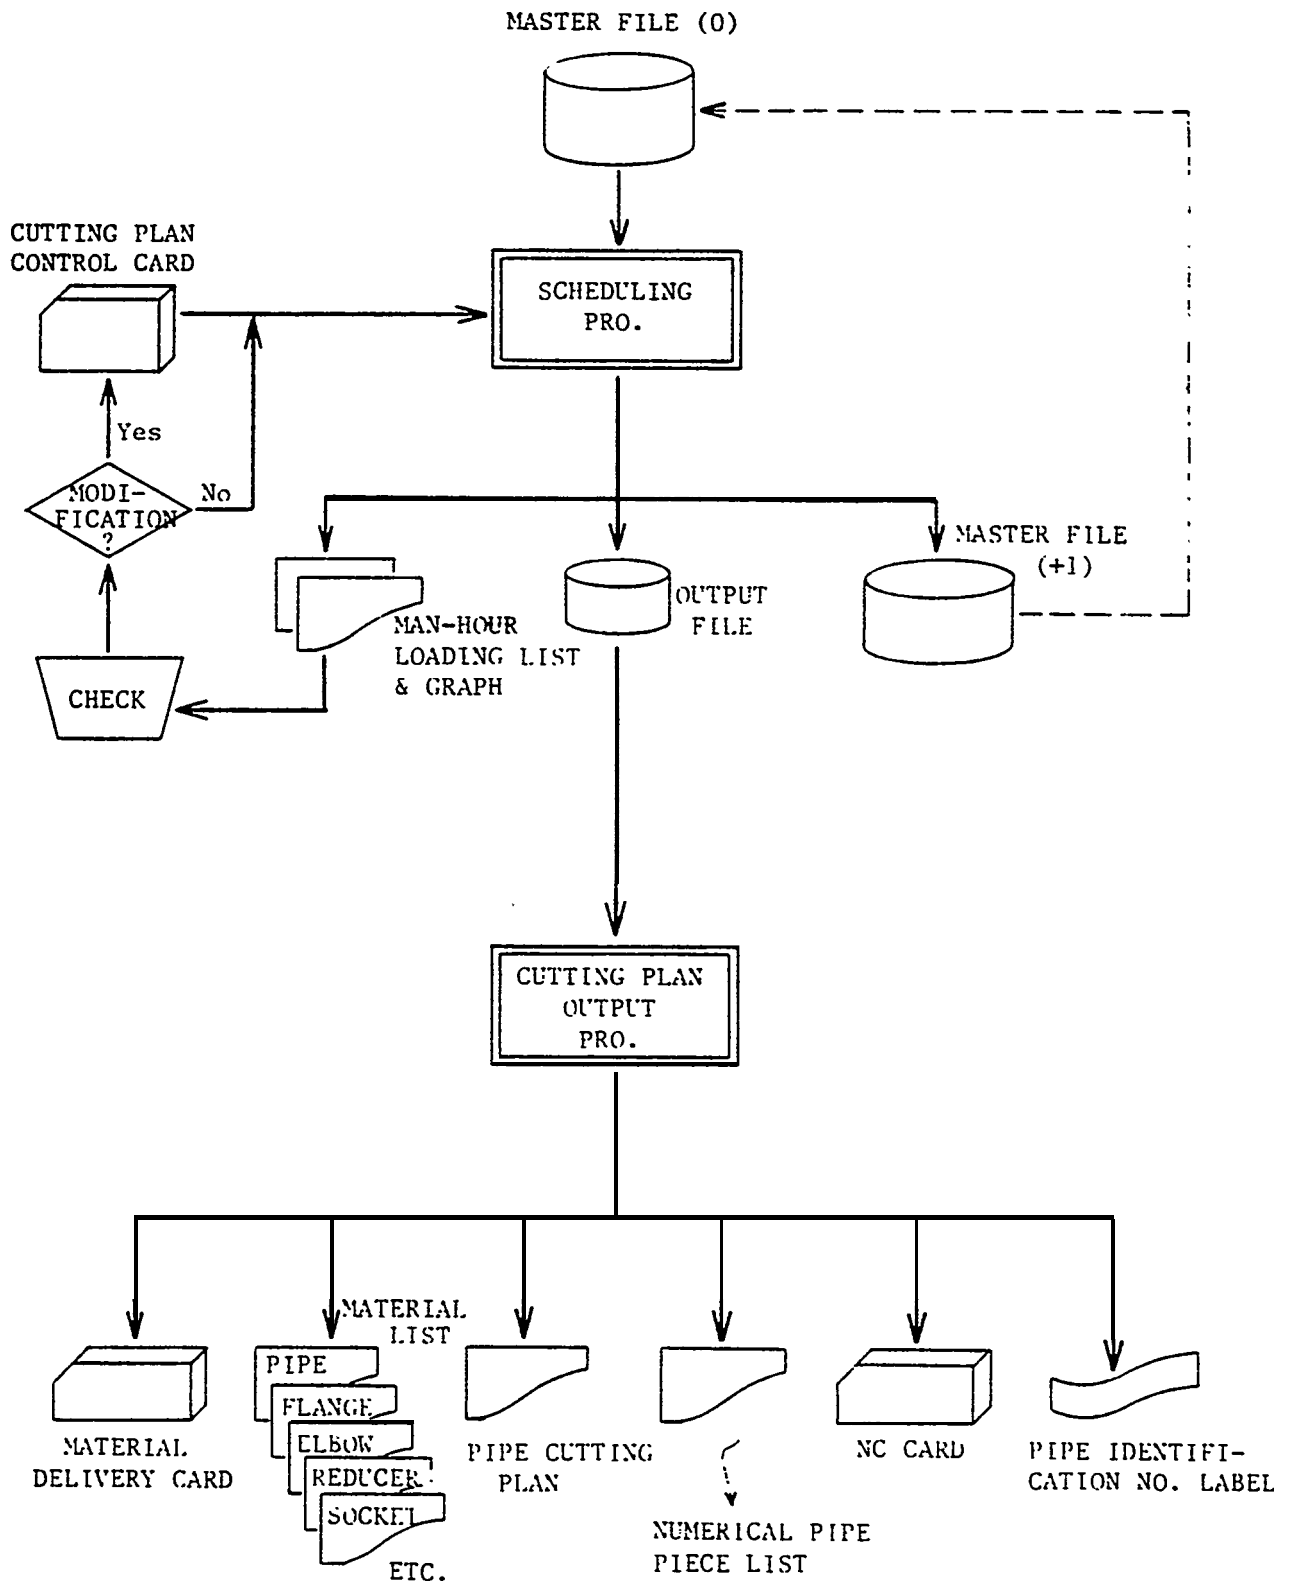 MASTER FILE (0)
CUTTING PLAN
CONTROL CARD
SCHEDULING
PRO.
Yes
MODI-
FICATION
?
No
MASTER FILE
(+1)
OUTPUT
FILE
MAN-HOUR
LOADING LIST
& GRAPH
CHECK
CUTTING PLAN
OUTPUT
PRO.
MATERIAL
LIST
PIPE
FLANGE
ELBOW
REDUCER
SOCKET
ETC.
MATERIAL
DELIVERY CARD
PIPE CUTTING
PLAN
NUMERICAL PIPE
PIECE LIST
NC CARD
PIPE IDENTIFI-
CATION NO. LABEL